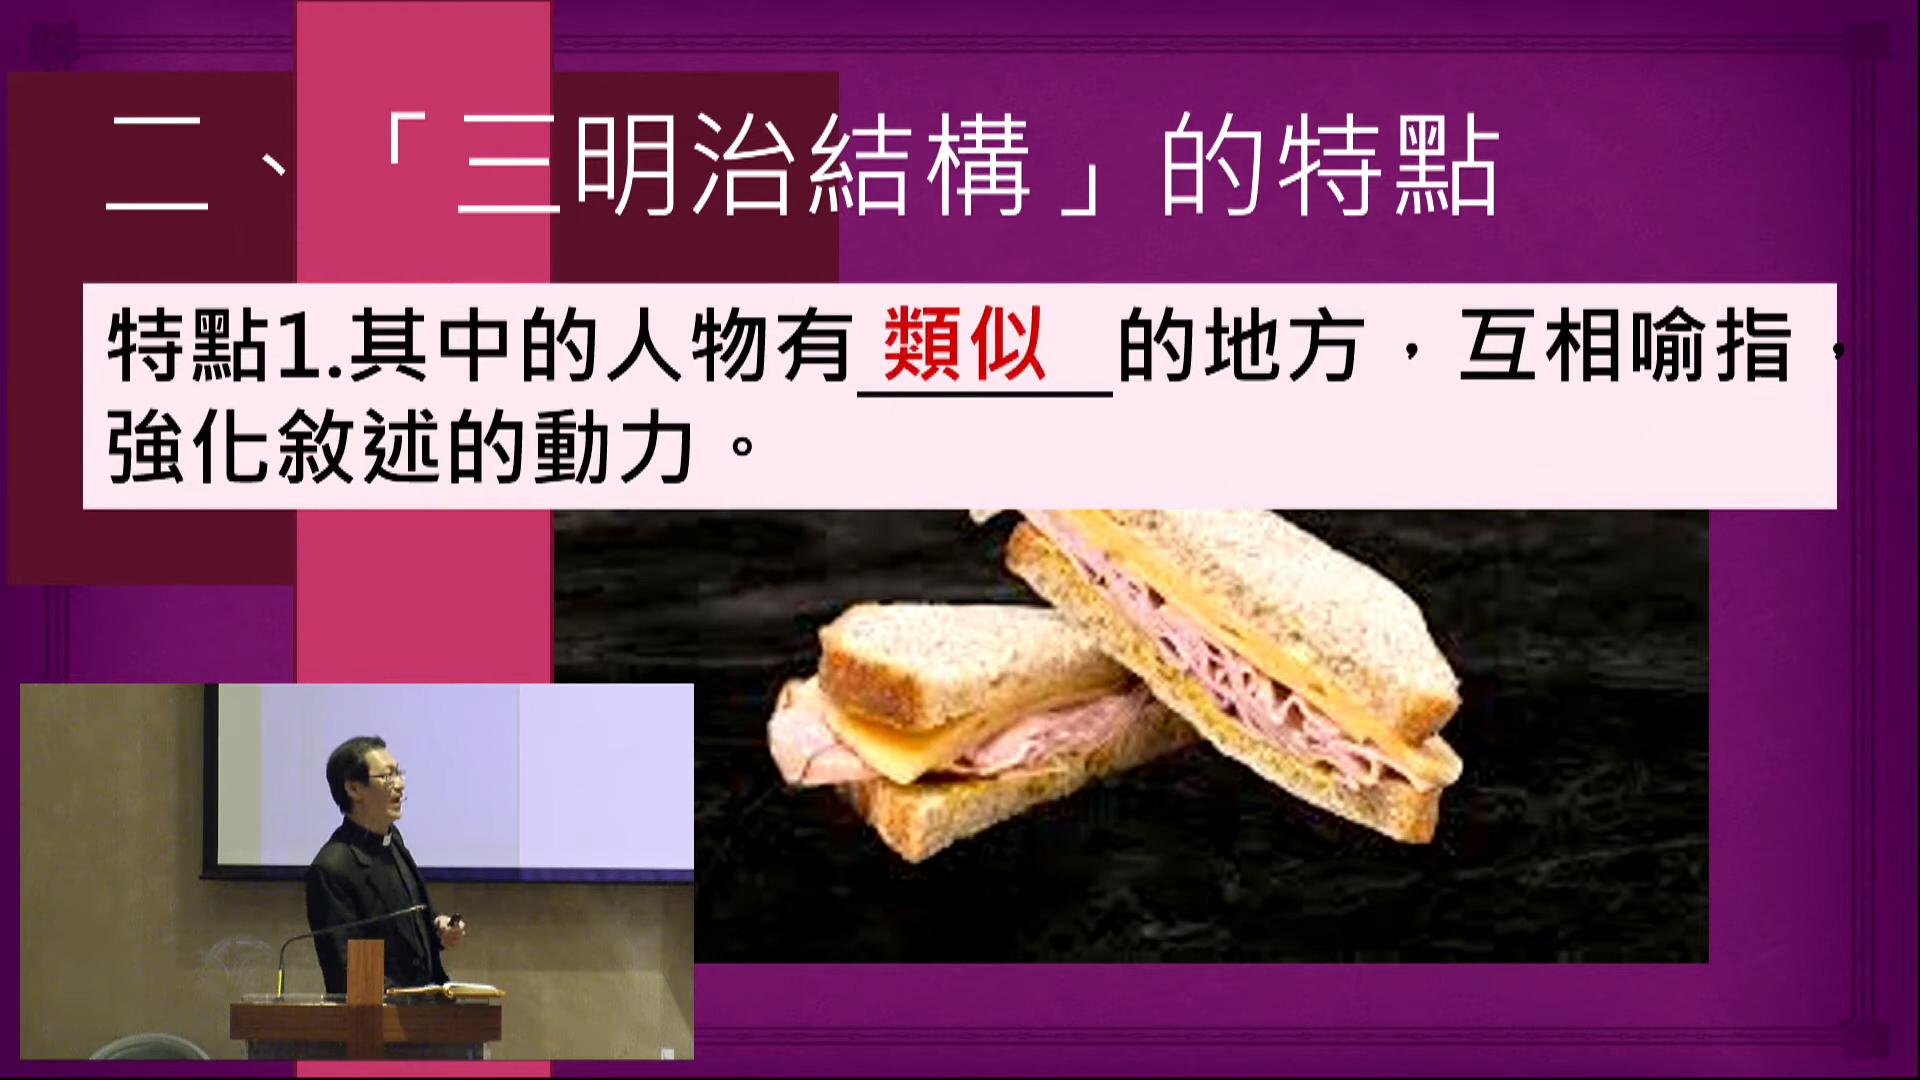 二、「三明治結構」的特點
特點1.其中的人物有 類似 的地方，互相喻指，
強化敘述的動力。